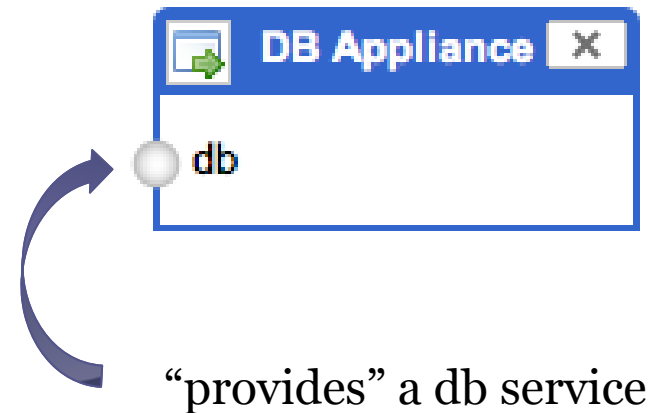 DB Appliance
db
“provides” a db service